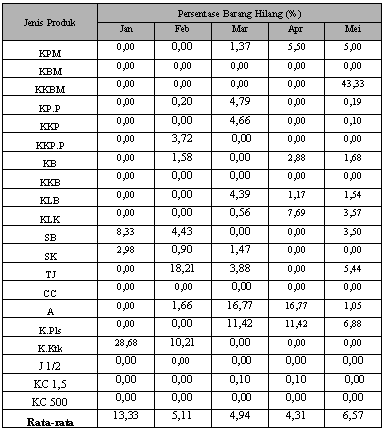 Jenis Produk Persentase Barang Hilang (%)
Jan Feb Mar Apr Mei
KPM 0,00 0,00 1,37 5,50 5,00
KBM 0,00 0,00 0,00 0,00 0,00
KKBM 0,00 0,00 0,00 0,00 43,33
KP.P 0,00 0,20 4,79 0,00 0,19
KKP 0,00 0,00 4,66 0,00 0,10
KKP.P 0,00 3,72 0,00 0,00 0,00
KB 0,00 1,58 0,00 2,88 1,68
KKB 0,00 0,00 0,00 0,00 0,00
KLB 0,00 0,00 4,39 1,17 1,54
KLK 0,00 0,00 0,56 7,69 3,57
SB 8,33 4,43 0,00 0,00 3,50
SK 2,98 0,90 1,47 0,00 0,00
TJ 0,00 18,21 3,88 0,00 5,44
CC 0,00 0,00 0,00 0,00 0,00
A 0,00 1,66 16,77 16,77 1,05
K.Pls 0,00 0,00 11,42 11,42 6,88
K.Ktk 28,68 10,21 0,00 0,00 0,00
J 1/2 0,00 0,00 0,00 0,00 0,00
KC 1,5 0,00 0,00 0,10 0,10 0,00
KC 500 0,00 0,00 0,00 0,00 0,00
Rata-rata 13,33 5,11 4,94 4,31 6,57